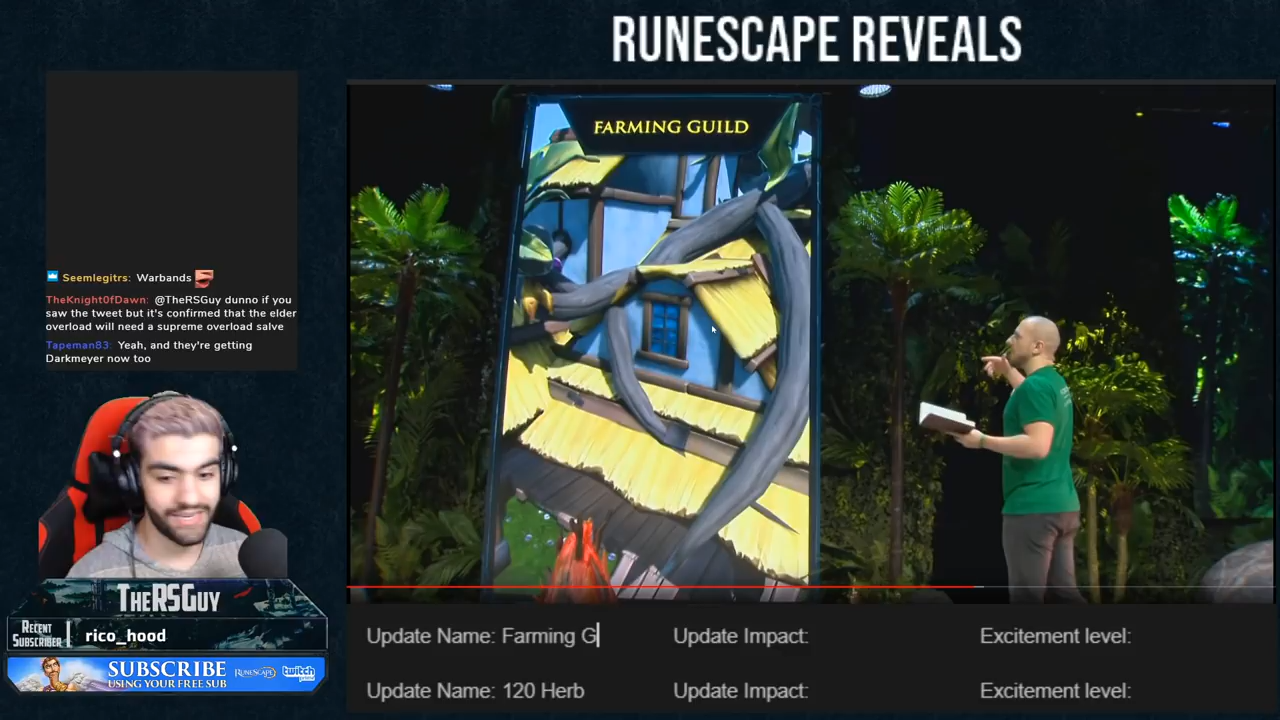 RUNESCAPE REVEALS
FARMING GUILD
Seemlegitrs: Warbands
TheKnight0fDawn: @TheRSGuy dunno if you
saw the tweet but it's confirmed that the elder
overload will need a supreme overload salve
Tapeman83: Yeah, and they're getting
Darkmeyer now too
THERSGUY
RECENT
SUBSCRIBER
rico_hood
SUBSCRIBE
USING YOUR FREE SUB
RUNESCAPE
twitch
prime
Update Name: Farming G
Update Impact:
Excitement level:
Update Name: 120 Herb
Update Impact:
Excitement level: